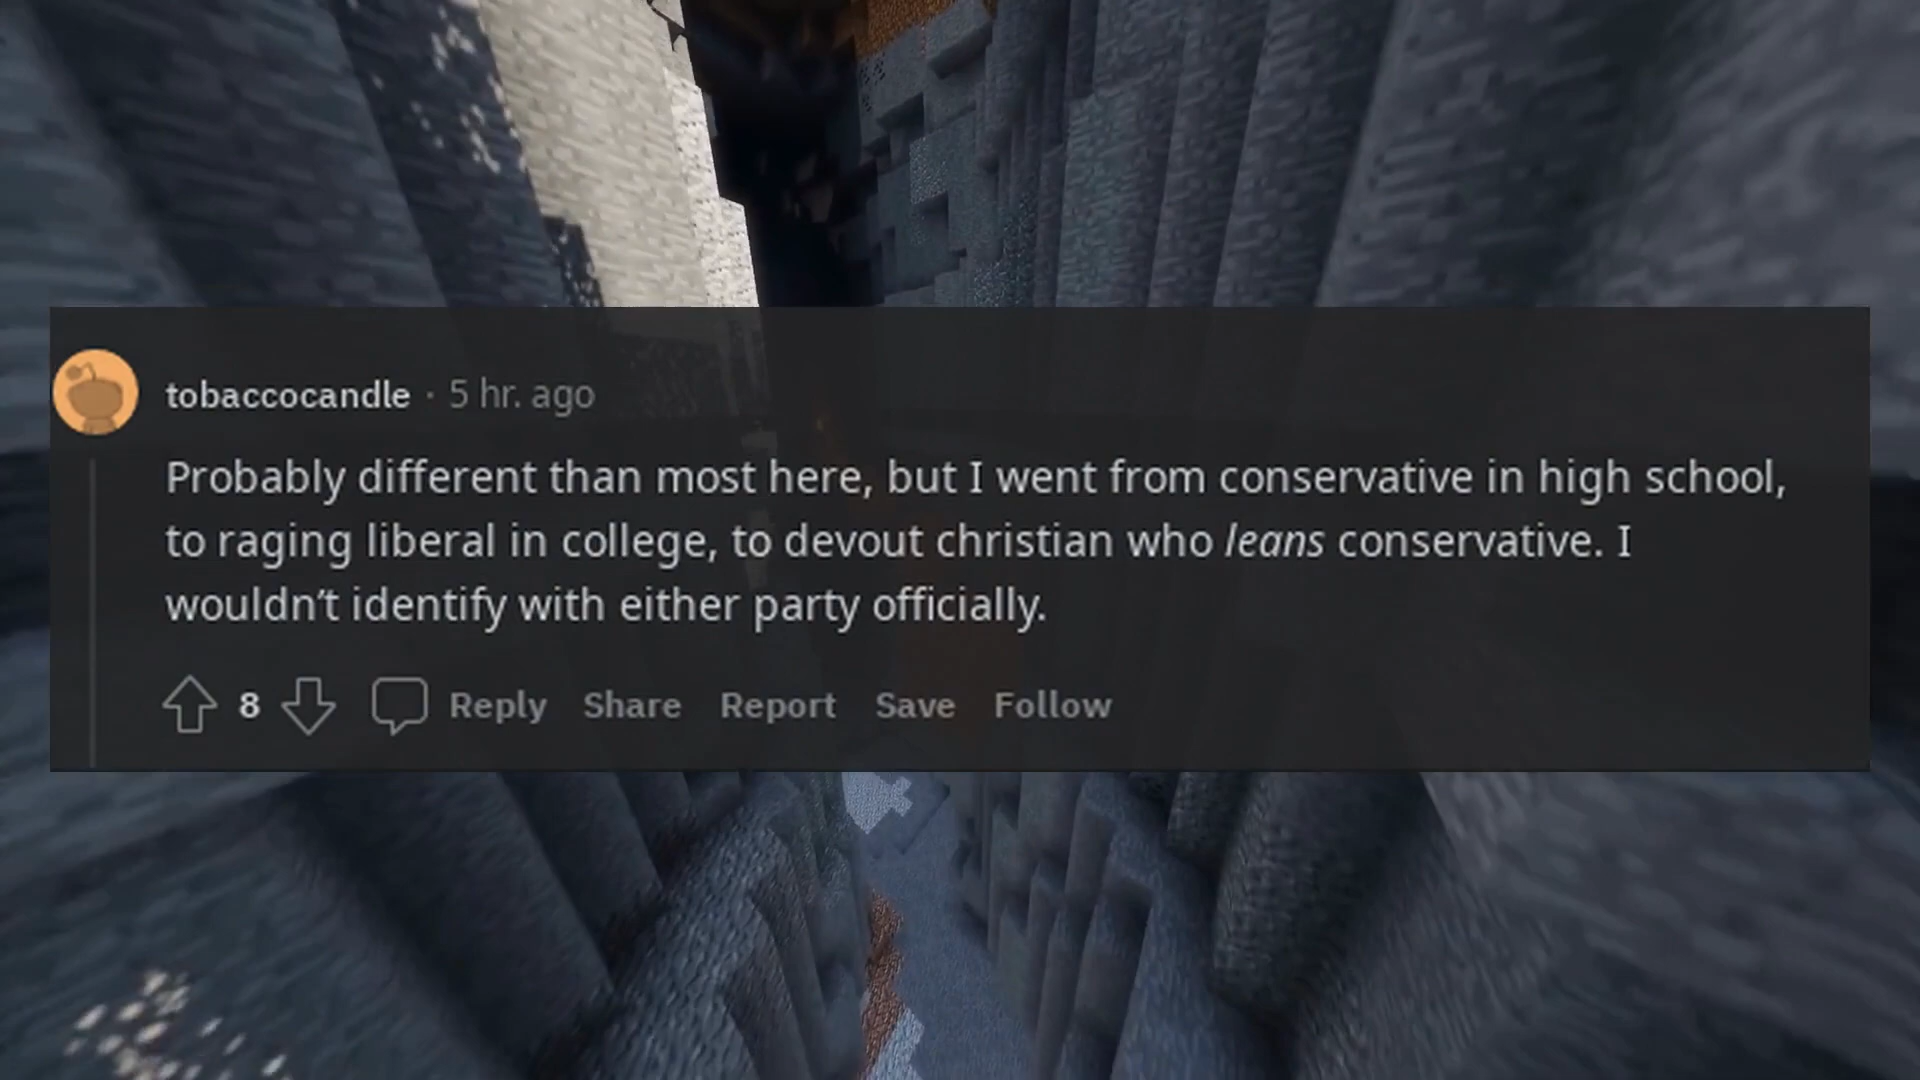 tobaccocandle · 5 hr. ago
Probably different than most here, but I went from conservative in high school,
to raging liberal in college, to devout christian who leans conservative. I
wouldn’t identify with either party officially.
8 Reply Share Report Save Follow